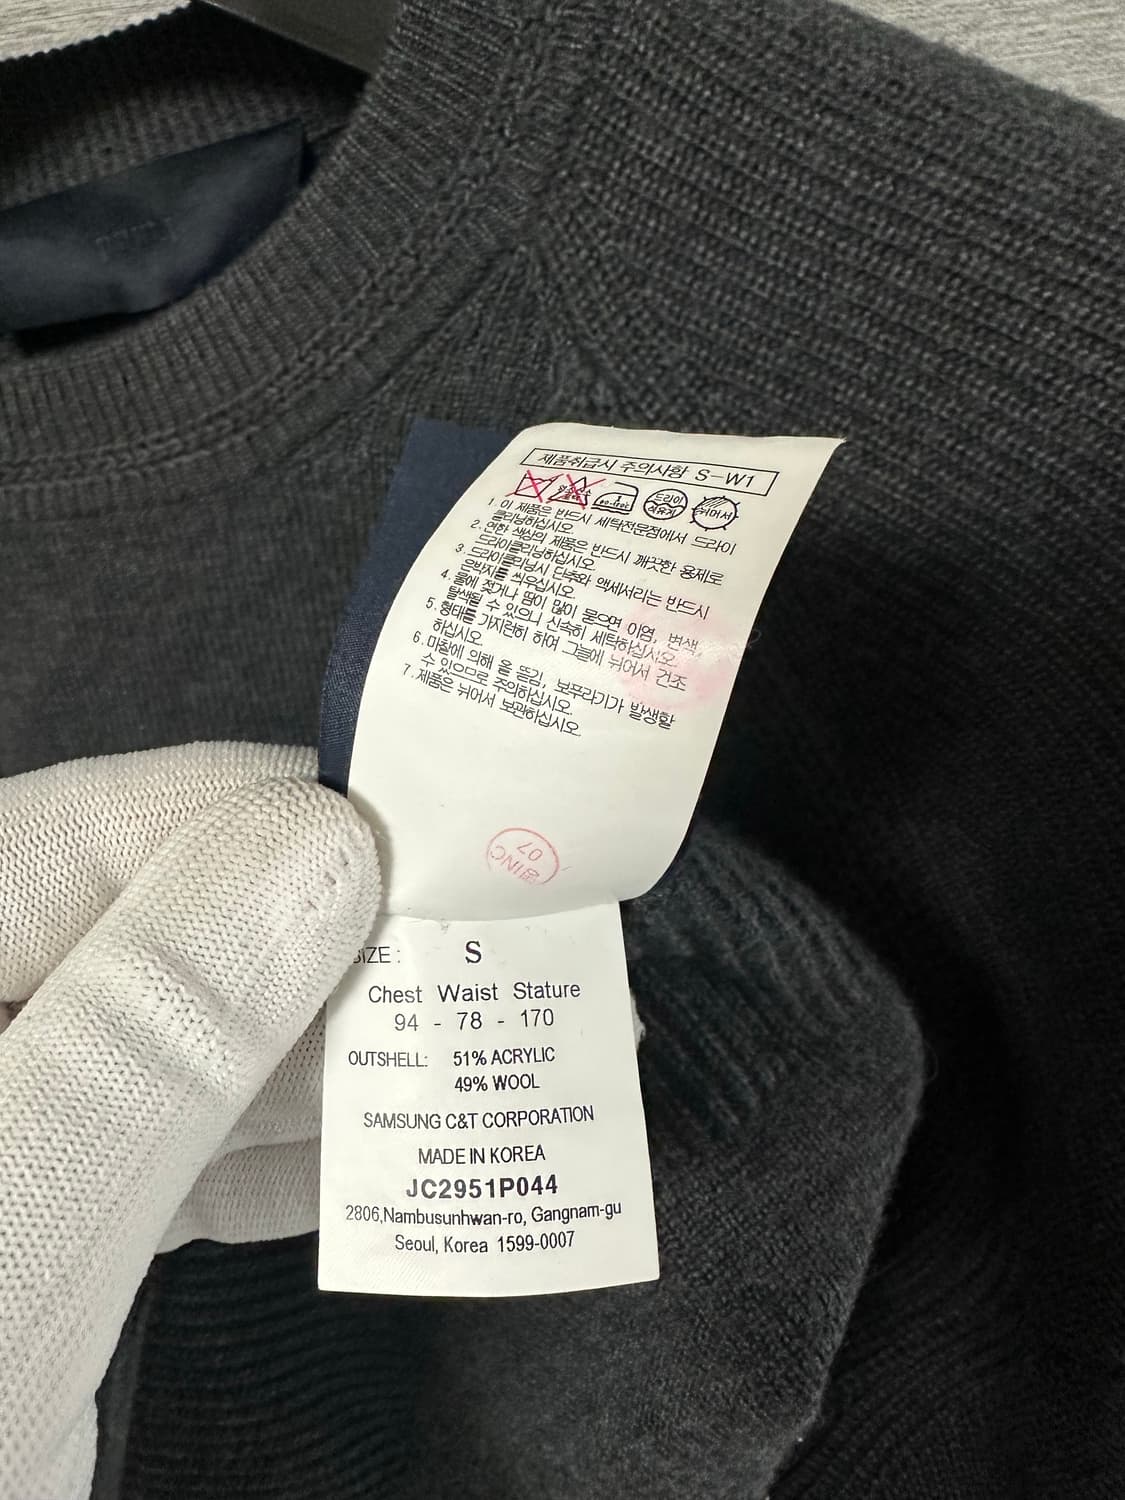 제품취급시 주의사항 S-W1
드라이
석유계
뉘어서
1. 이 제품은 반드시 세탁전문점에서 드라이
클리닝하십시오
2. 연한 색상의 제품은 반드시 깨끗한 용제로
드라이클리닝하십시오.
3. 드라이클리닝시 단추와 액세서리는 반드시
은박지를 씌우십시오.
4. 물에 젖거나 땀이 많이 묻으면 이염, 변색,
탈색될 수 있으니 신속히 세탁하십시오.
5. 형태를 가지런히 하여 그늘에 뉘어서 건조
하십시오.
6. 마찰에 의해 올 뜯김, 보푸라기가 발생할
수 있으므로 주의하십시오.
7. 제품은 뉘어서 보관하십시오.
07
SIZE : S
Chest Waist Stature
94 - 78 - 170
OUTSHELL: 51% ACRYLIC
49% WOOL
SAMSUNG C&T CORPORATION
MADE IN KOREA
JC2951P044
2806,Nambusunhwan-ro, Gangnam-gu
Seoul, Korea 1599-0007